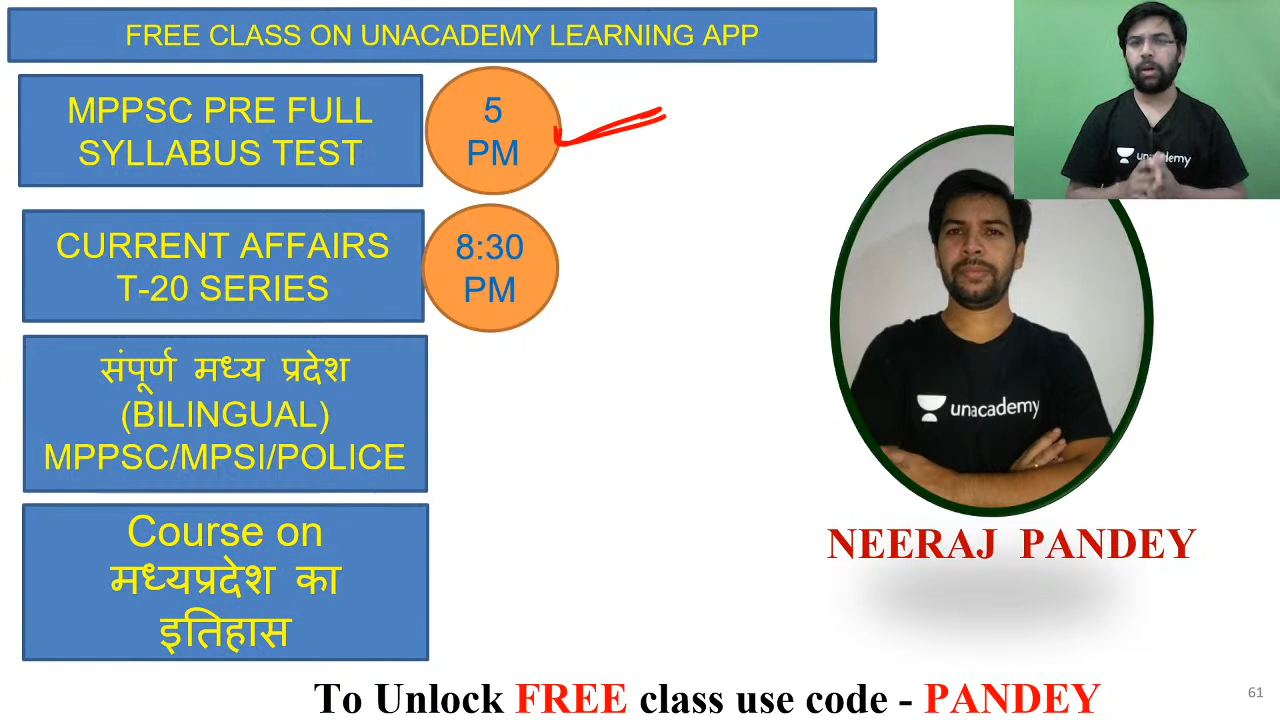 FREE CLASS ON UNACADEMY LEARNING APP
MPPSC PRE FULL
SYLLABUS TEST
5
PM
CURRENT AFFAIRS
T-20 SERIES
8:30
PM
संपूर्ण मध्य प्रदेश
(BILINGUAL)
MPPSC/MPSI/POLICE
Course on
मध्यप्रदेश का
इतिहास
unacademy
unacademy
NEERAJ PANDEY
To Unlock FREE class use code - PANDEY
61